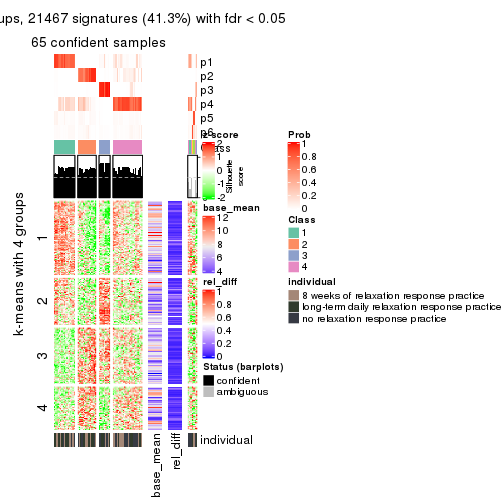 ups, 21467 signatures (41.3%) with fdr < 0.05
65 confident samples
p1
p2
p3
p4
p5
p6
Class
Silhouette
score
k-means with 4 groups
1
2
3
4
individual
base_mean
rel_diff
z-score
2
1
0
-1
-2
base_mean
12
10
8
6
4
rel_diff
1
0.8
0.6
0.4
0.2
0
Status (barplots)
confident
ambiguous
Prob
1
0.8
0.6
0.4
0.2
0
Class
1
2
3
4
individual
8 weeks of relaxation response practice
long-term daily relaxation response practice
no relaxation response practice